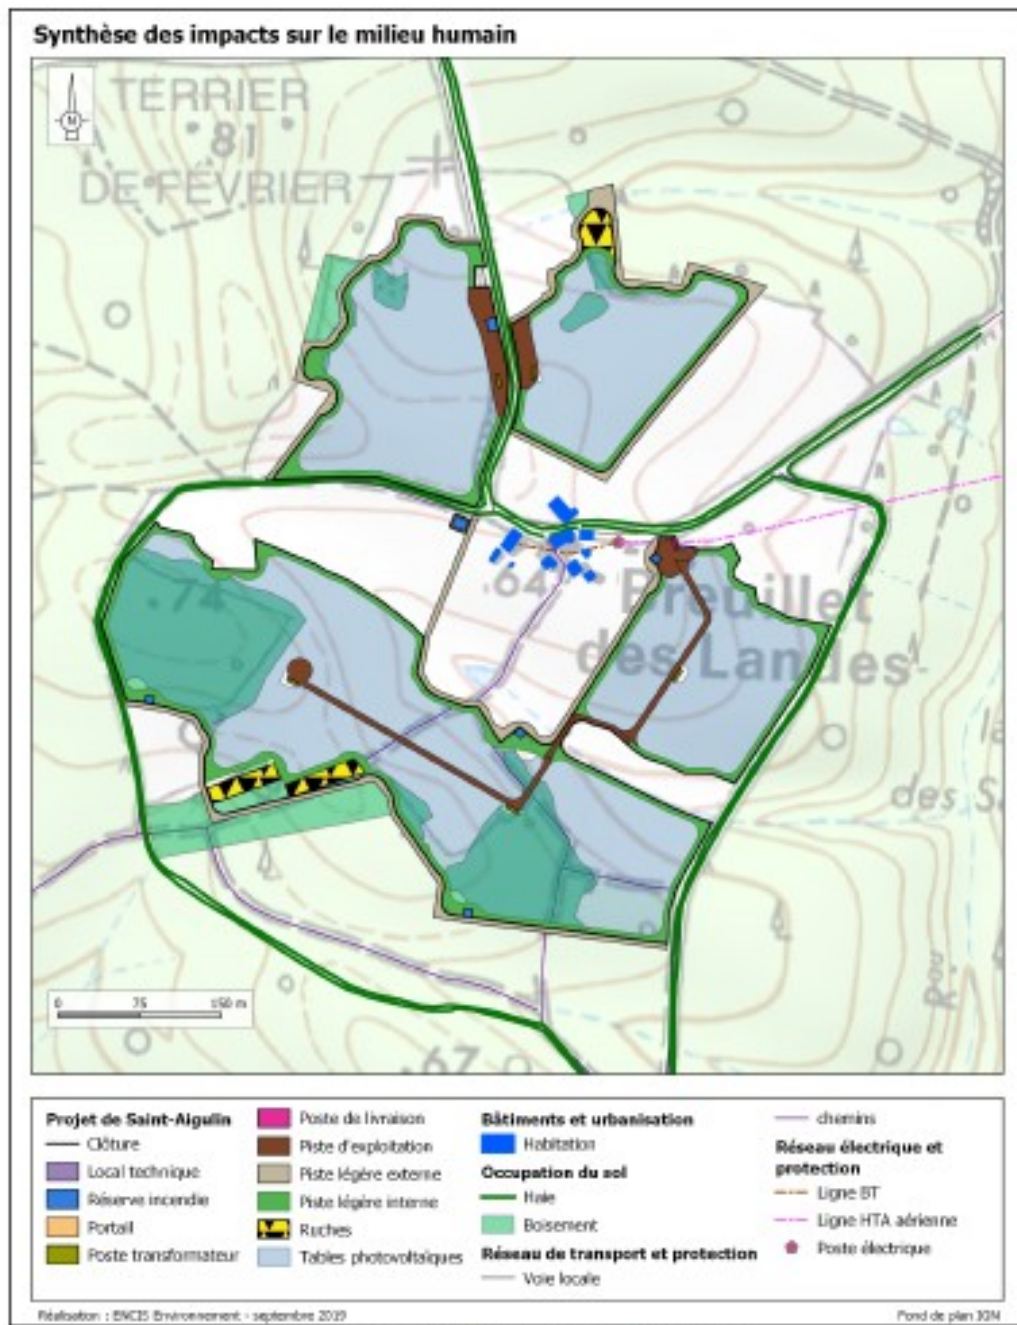 Synthèse des impacts sur le milieu humain
N
TERRIER
81
DE FÉVRIER
.74
.64
Breuillet
des Landes
des S
la
Rau
.67
0 75 150 m
Projet de Saint-Aigulin
Clôture
Local technique
Réserve incendie
Portail
Poste transformateur
Poste de livraison
Piste d'exploitation
Piste légère externe
Piste légère interne
Ruches
Tables photovoltaïques
Bâtiments et urbanisation
Habitation
Occupation du sol
Haie
Boisement
Réseau de transport et protection
Voie locale
chemins
Réseau électrique et
protection
Ligne BT
Ligne HTA aérienne
Poste électrique
Réalisation : ENCIS Environnement - septembre 2019
Fond de plan IGN